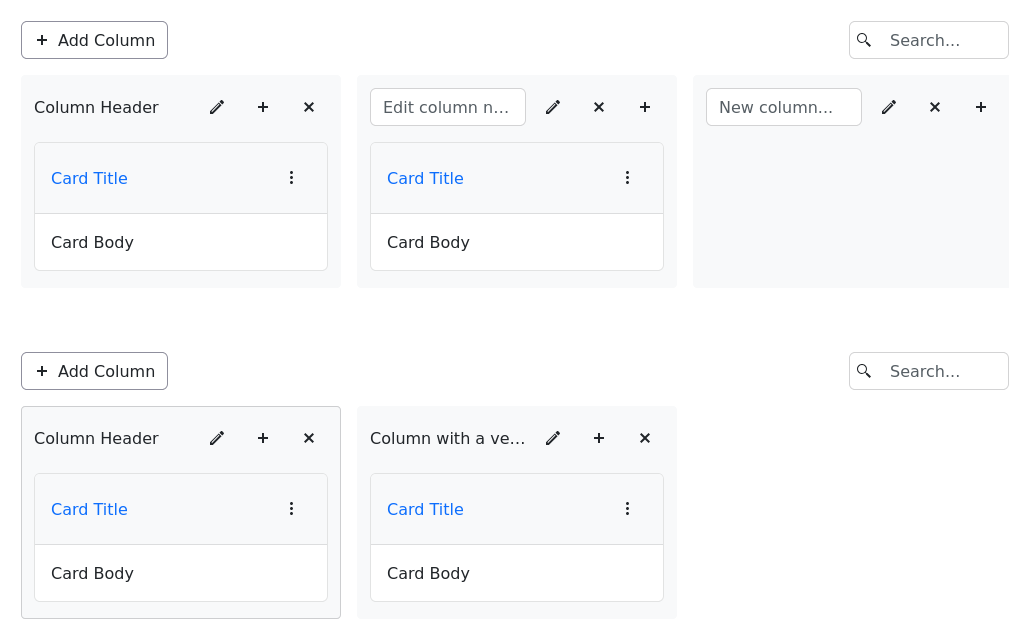 Add Column
Search...
Column Header
Edit column n...
New column...
Card Title
Card Title
Card Body
Card Body
Add Column
Search...
Column Header
Column with a ve...
Card Title
Card Title
Card Body
Card Body